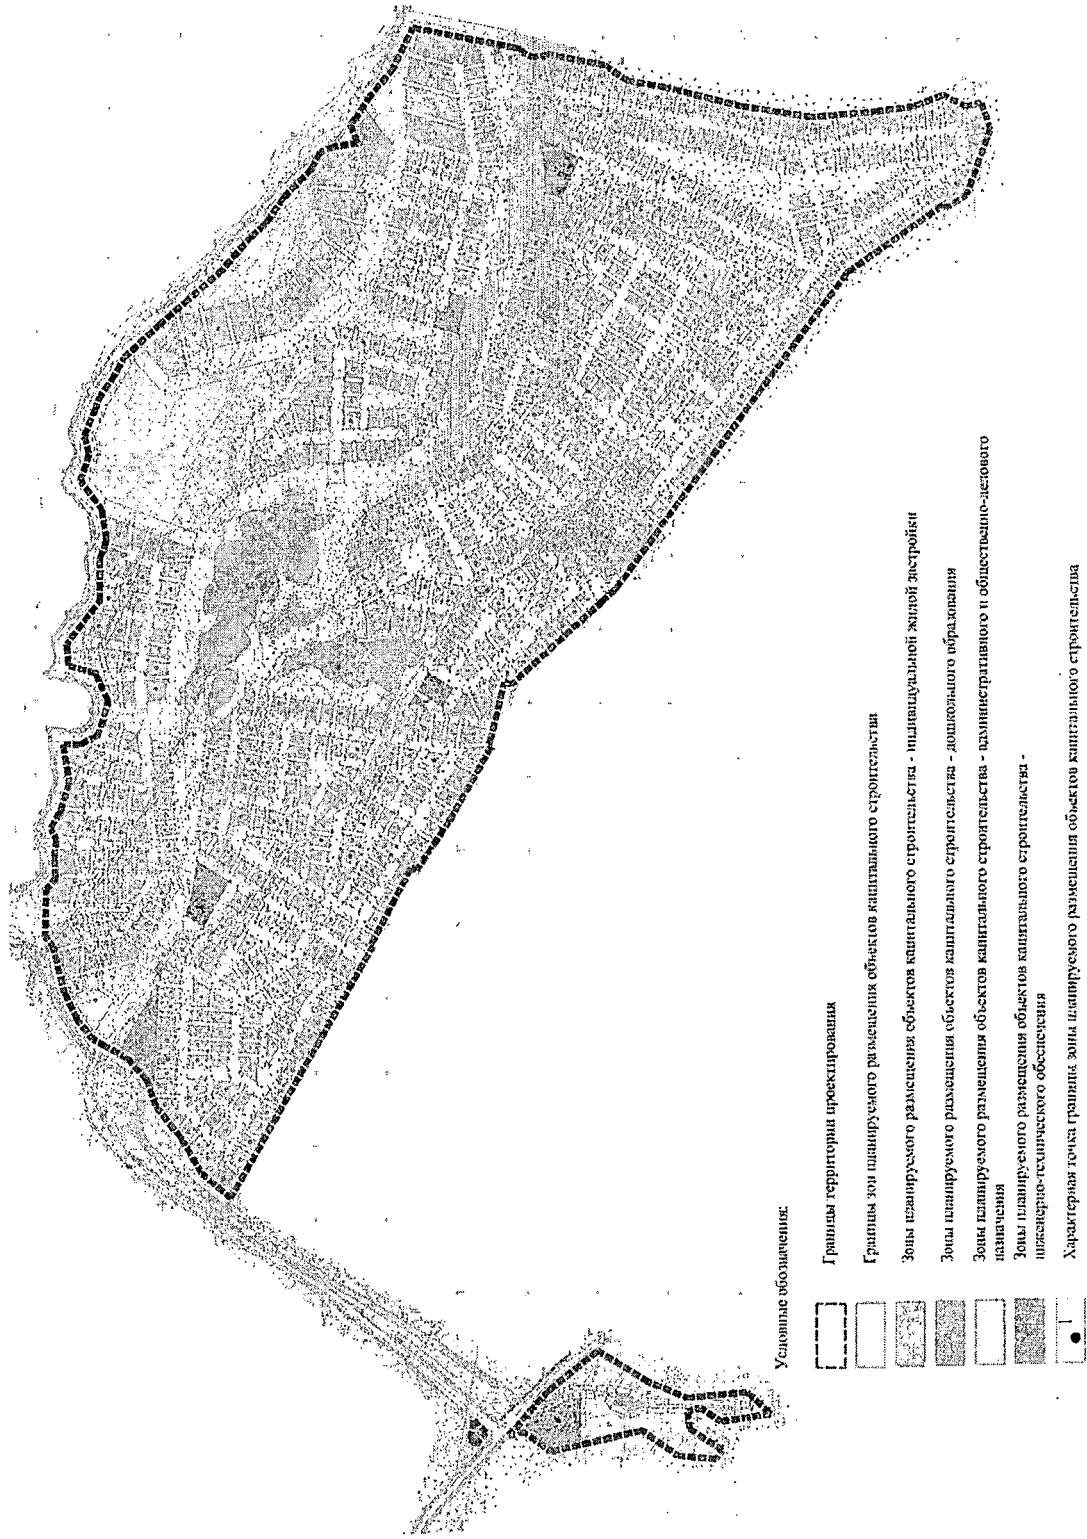 Условные обозначения:
Границы территории проектирования
Границы зон планируемого размещения объектов капитального строительства
Зоны планируемого размещения объектов капитального строительства - индивидуальной жилой застройки
Зоны планируемого размещения объектов капитального строительства - дошкольного образования
Зоны планируемого размещения объектов капитального строительства - административного и общественно-делового
назначения
Зоны планируемого размещения объектов капитального строительства -
инженерно-технического обеспечения
1
Характерная точка границы зоны планируемого размещения объектов капитального строительства